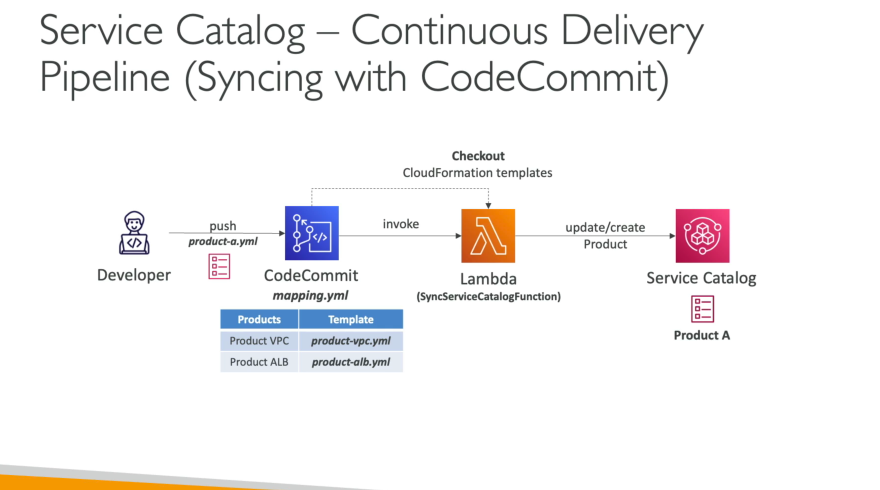 Service Catalog – Continuous Delivery
Pipeline (Syncing with CodeCommit)
Checkout
CloudFormation templates
push
product-a.yml
invoke
update/create
Product
Developer
CodeCommit
mapping.yml
Lambda
(SyncServiceCatalogFunction)
Service Catalog
Product A
Products Template
Product VPC product-vpc.yml
Product ALB product-alb.yml